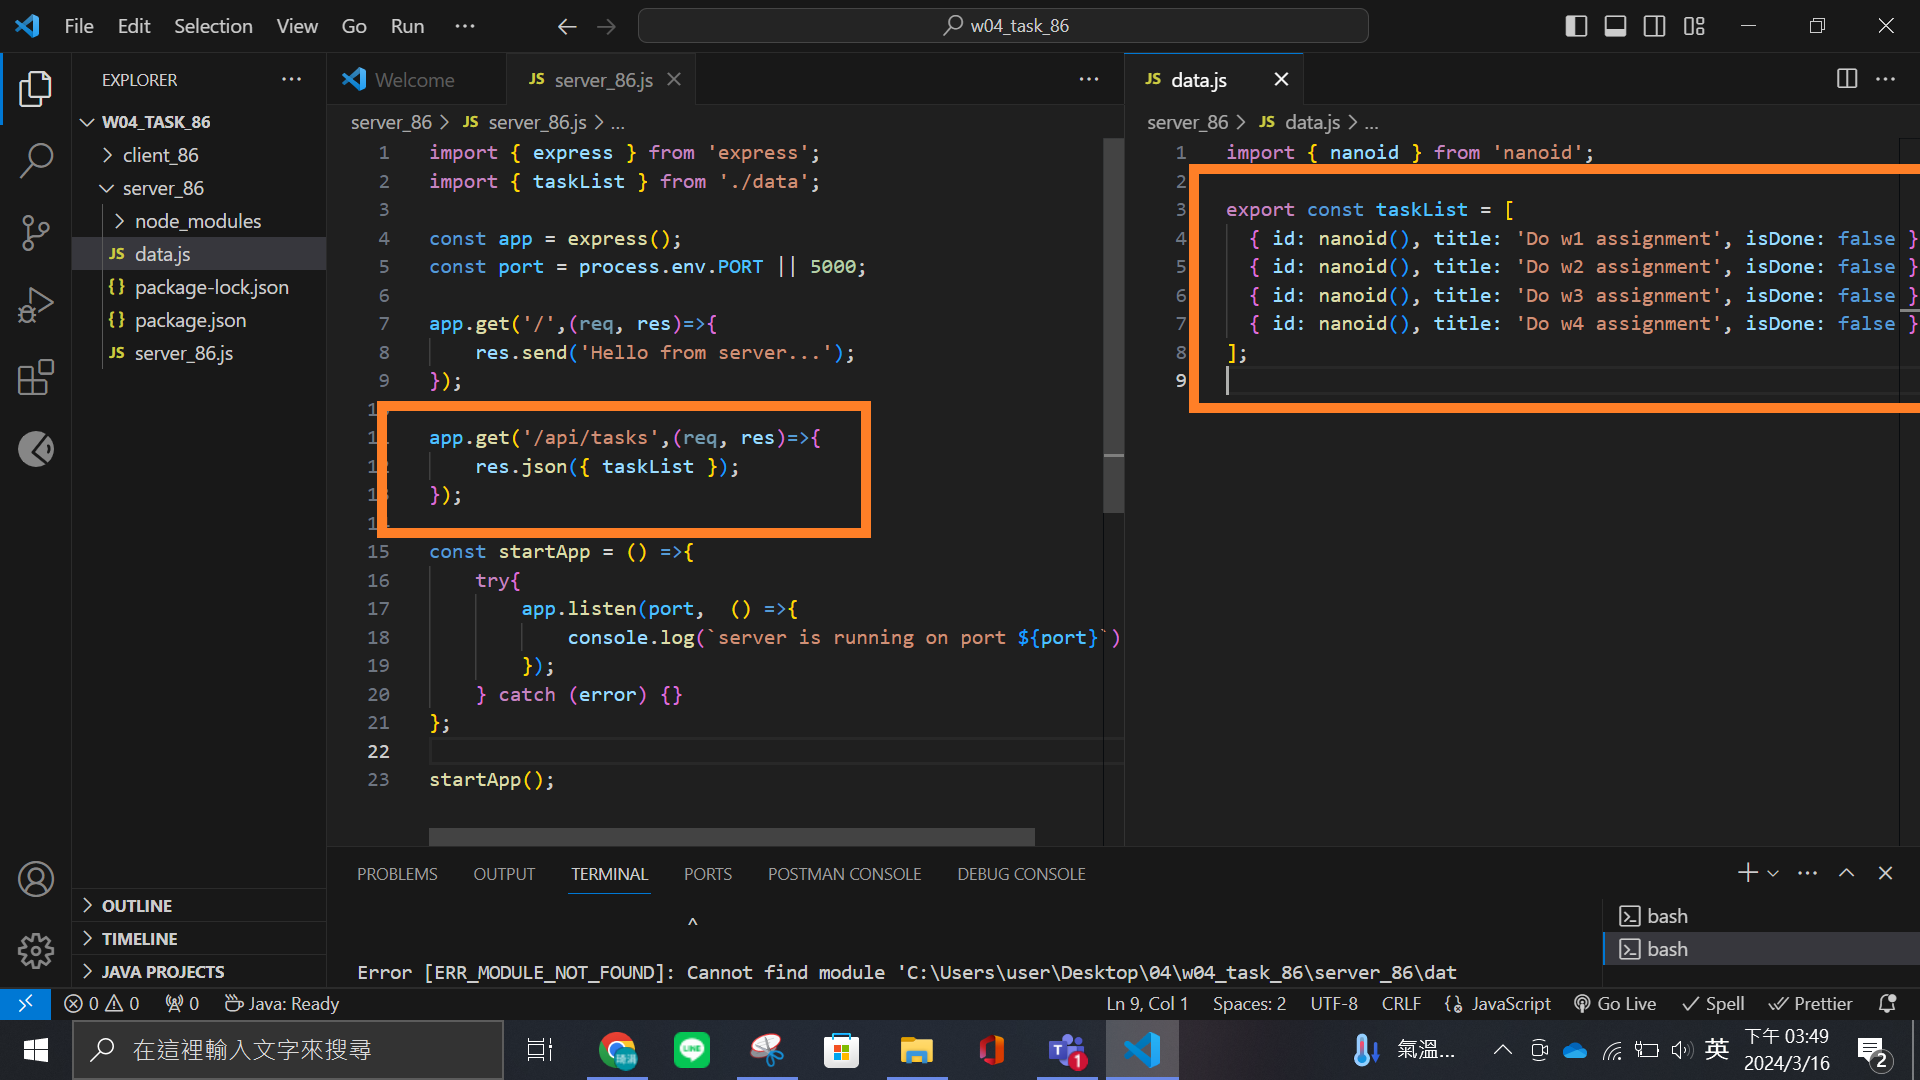 File Edit Selection View Go Run ... w04_task_86
EXPLORER
W04_TASK_86
client_86
server_86
node_modules
JS data.js
{} package-lock.json
{} package.json
JS server_86.js
OUTLINE
TIMELINE
JAVA PROJECTS
Welcome JS server_86.js
server_86 > JS server_86.js > ...
1 import { express } from 'express';
2 import { taskList } from './data';
3
4 const app = express();
5 const port = process.env.PORT || 5000;
6
7 app.get('/',(req, res)=>{
8 res.send('Hello from server...');
9 });
1
1 app.get('/api/tasks',(req, res)=>{
1 res.json({ taskList });
1 });
1
15 const startApp = () =>{
16 try{
17 app.listen(port,  () =>{
18 console.log(`server is running on port ${port}`)
19 });
20 } catch (error) {}
21 };
22
23 startApp();
JS data.js
server_86 > JS data.js > ...
1 import { nanoid } from 'nanoid';
2
3 export const taskList = [
4 { id: nanoid(), title: 'Do w1 assignment', isDone: false }
5 { id: nanoid(), title: 'Do w2 assignment', isDone: false }
6 { id: nanoid(), title: 'Do w3 assignment', isDone: false }
7 { id: nanoid(), title: 'Do w4 assignment', isDone: false }
8 ];
9
PROBLEMS OUTPUT TERMINAL PORTS POSTMAN CONSOLE DEBUG CONSOLE
^
Error [ERR_MODULE_NOT_FOUND]: Cannot find module 'C:\Users\user\Desktop\04\w04_task_86\server_86\dat
bash
bash
0 0 0 Java: Ready Ln 9, Col 1 Spaces: 2 UTF-8 CRLF JavaScript Go Live Spell Prettier
在這裡輸入文字來搜尋
琦鴻
LINE
1
氣溫...
英
下午 03:49
2024/3/16
2